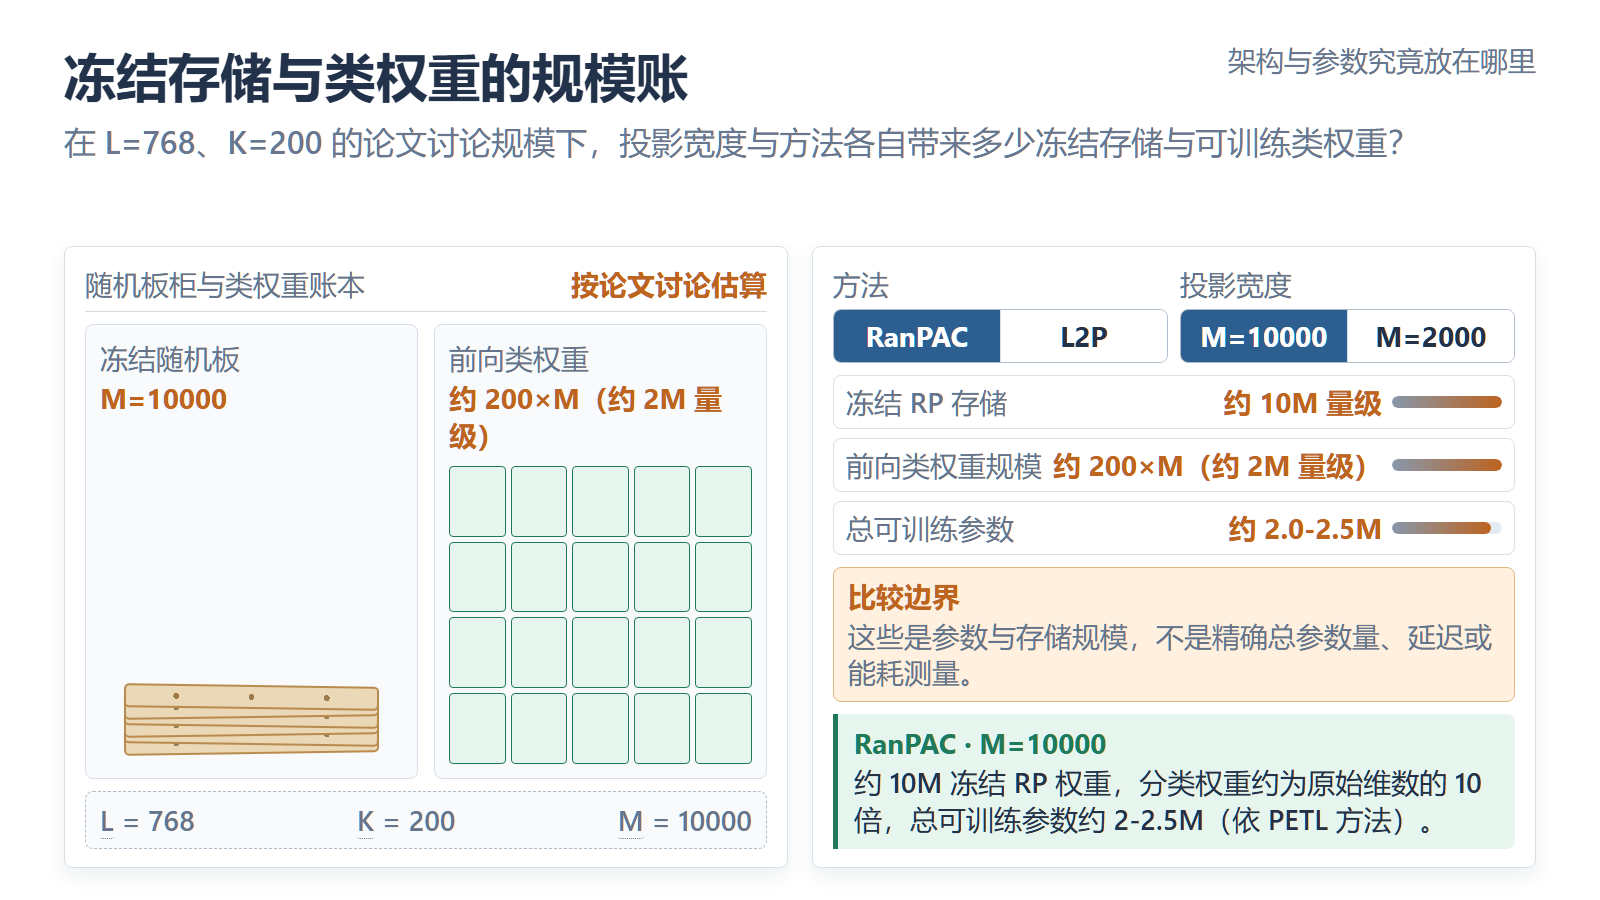 冻结存储与类权重的规模账
架构与参数究竟放在哪里
在 L=768、K=200 的论文讨论规模下，投影宽度与方法各自带来多少冻结存储与可训练类权重？
随机板柜与类权重账本
按论文讨论估算
冻结随机板
M=10000
前向类权重
约 200×M（约 2M 量
级）
L = 768
K = 200
M = 10000
方法
投影宽度
RanPAC
L2P
M=10000
M=2000
冻结 RP 存储
约 10M 量级
前向类权重规模
约 200×M（约 2M 量级）
总可训练参数
约 2.0-2.5M
比较边界
这些是参数与存储规模，不是精确总参数量、延迟或
能耗测量。
RanPAC · M=10000
约 10M 冻结 RP 权重，分类权重约为原始维数的 10
倍，总可训练参数约 2-2.5M（依 PETL 方法）。